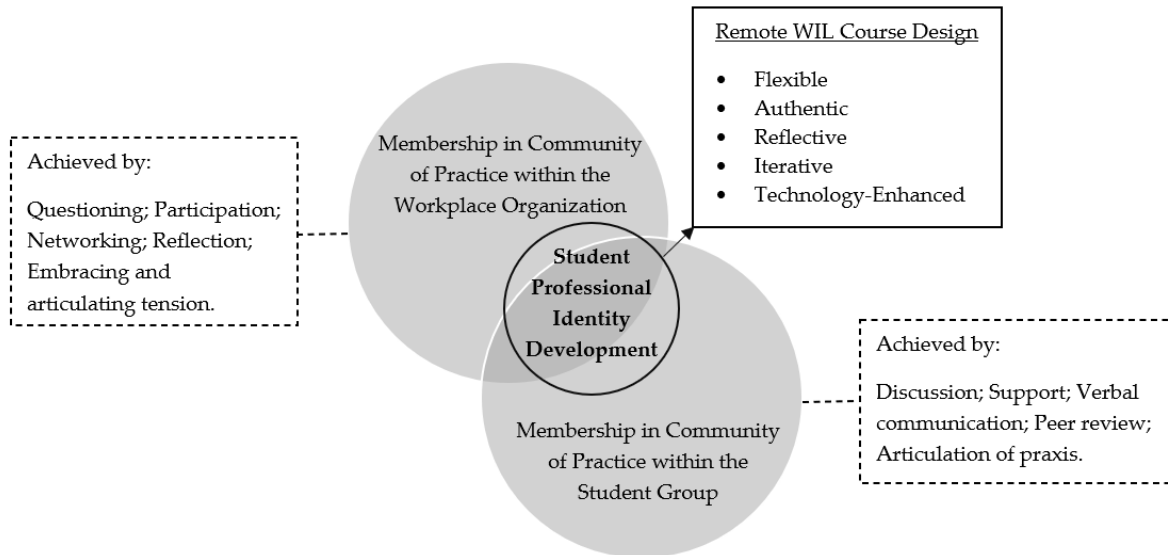 Remote WIL Course Design
• Flexible
• Authentic
• Reflective
• Iterative
• Technology-Enhanced
Membership in Community
of Practice within the
Workplace Organization
Achieved by:
Questioning; Participation;
Networking; Reflection;
Embracing and
articulating tension.
Student
Professional
Identity
Development
Achieved by:
Discussion; Support; Verbal
communication; Peer review;
Articulation of praxis.
Membership in Community
of Practice within the
Student Group